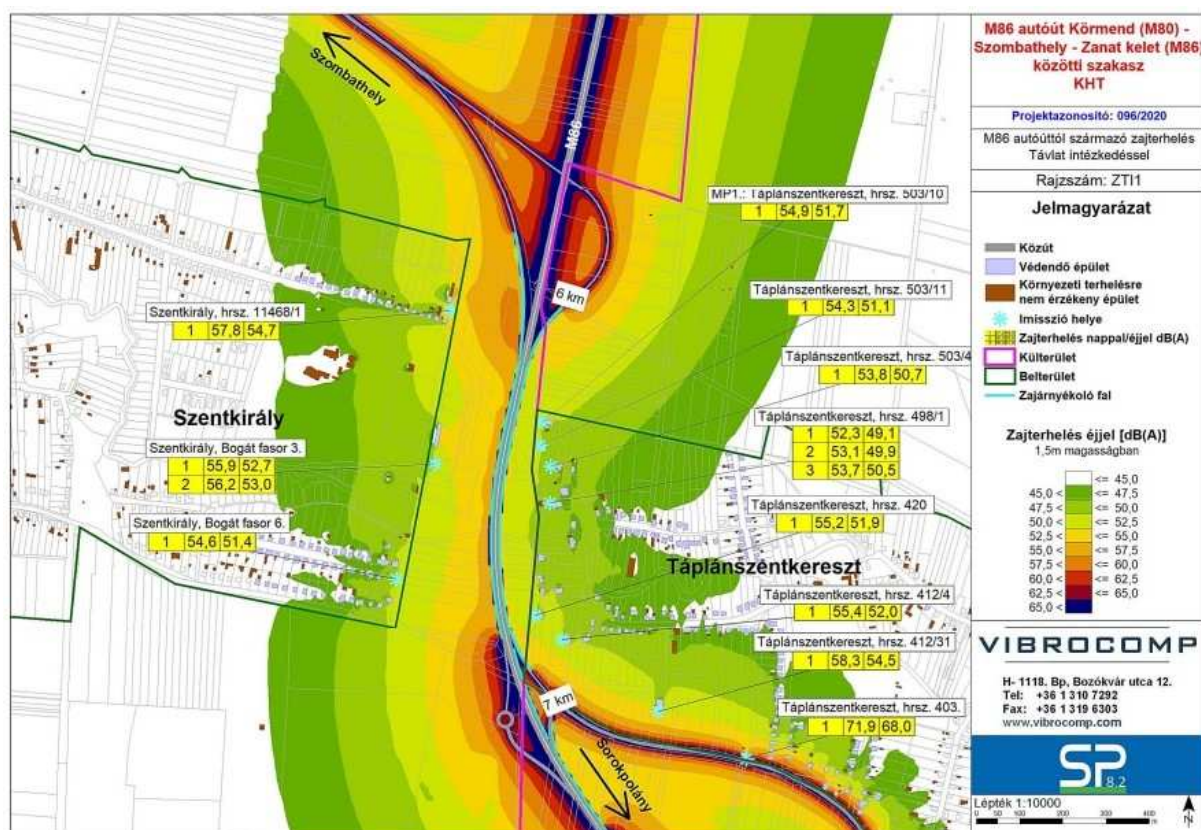 Szombathely
M86
6 km
7 km
Sorokpolány
Szentkirály
Táplánszentkereszt
Szentkirály, hrsz. 11468/1
1 57,8 54,7
Szentkirály, Bogát fasor 3.
1 55,9 52,7
2 56,2 53,0
Szentkirály, Bogát fasor 6.
1 54,6 51,4
MP1.: Táplánszentkereszt, hrsz. 503/10
1 54,9 51,7
Táplánszentkereszt, hrsz. 503/11
1 54,3 51,1
Táplánszentkereszt, hrsz. 503/4
1 53,8 50,7
Táplánszentkereszt, hrsz. 498/1
1 52,3 49,1
2 53,1 49,9
3 53,7 50,5
Táplánszentkereszt, hrsz. 420
1 55,2 51,9
Táplánszentkereszt, hrsz. 412/4
1 55,4 52,0
Táplánszentkereszt, hrsz. 412/31
1 58,3 54,5
Táplánszentkereszt, hrsz. 403.
1 71,9 68,0
M86 autóút Körmend (M80) -
Szombathely - Zanat kelet (M86)
közötti szakasz
KHT
Projektazonosító: 096/2020
M86 autóúttól származó zajterhelés
Távlat intézkedéssel
Rajzszám: ZTI1
Jelmagyarázat
Közút
Védendő épület
Környezeti terhelésre
nem érzékeny épület
Imisszió helye
Zajterhelés nappal/éjjel dB(A)
Külterület
Belterület
Zajárnyékoló fal
Zajterhelés éjjel [dB(A)]
1,5m magasságban
<= 45,0
45,0 < <= 47,5
47,5 < <= 50,0
50,0 < <= 52,5
52,5 < <= 55,0
55,0 < <= 57,5
57,5 < <= 60,0
60,0 < <= 62,5
62,5 < <= 65,0
65,0 <
VIBROCOMP
H- 1118. Bp, Bozókvár utca 12.
Tel: +36 1 310 7292
Fax: +36 1 319 6303
www.vibrocomp.com
SP 8.2
Lépték 1:10000
0 50 100 200 300 400
m
N